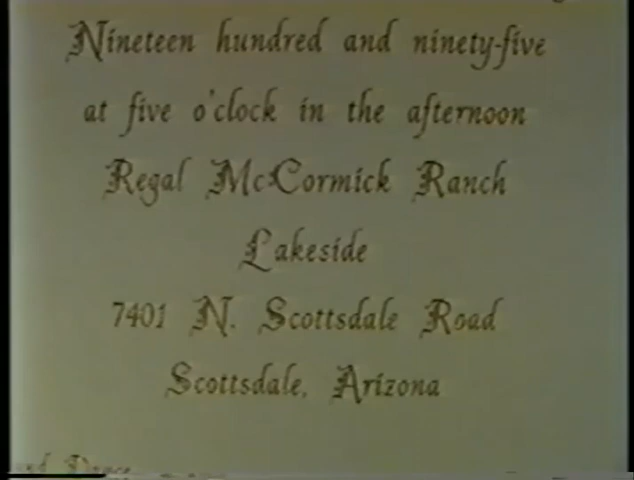 Nineteen hundred and ninety-five
at five o'clock in the afternoon
Regal McCormick Ranch
Lakeside
7401 N. Scottsdale Road
Scottsdale, Arizona